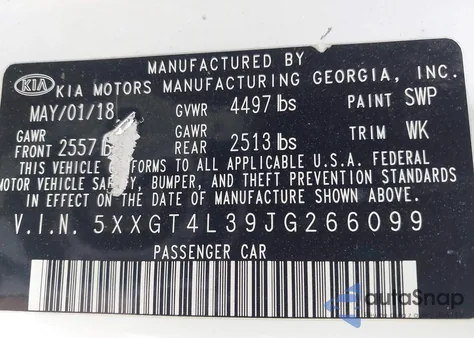 MANUFACTURED BY
KIA KIA MOTORS MANUFACTURING GEORGIA, INC.
MAY/01/18 GVWR 4497 lbs PAINT SWP
GAWR FRONT 2557 GAWR REAR 2513 lbs TRIM WK
THIS VEHICLE TO ALL APPLICABLE U.S.A. FEDERAL
MOTOR VEHICLE SAFETY, BUMPER, AND THEFT PREVENTION STANDARDS
IN EFFECT ON THE DATE OF MANUFACTURE SHOWN ABOVE.
V.I.N. 5XXGT4L39JG266099
PASSENGER CAR
autoSnap